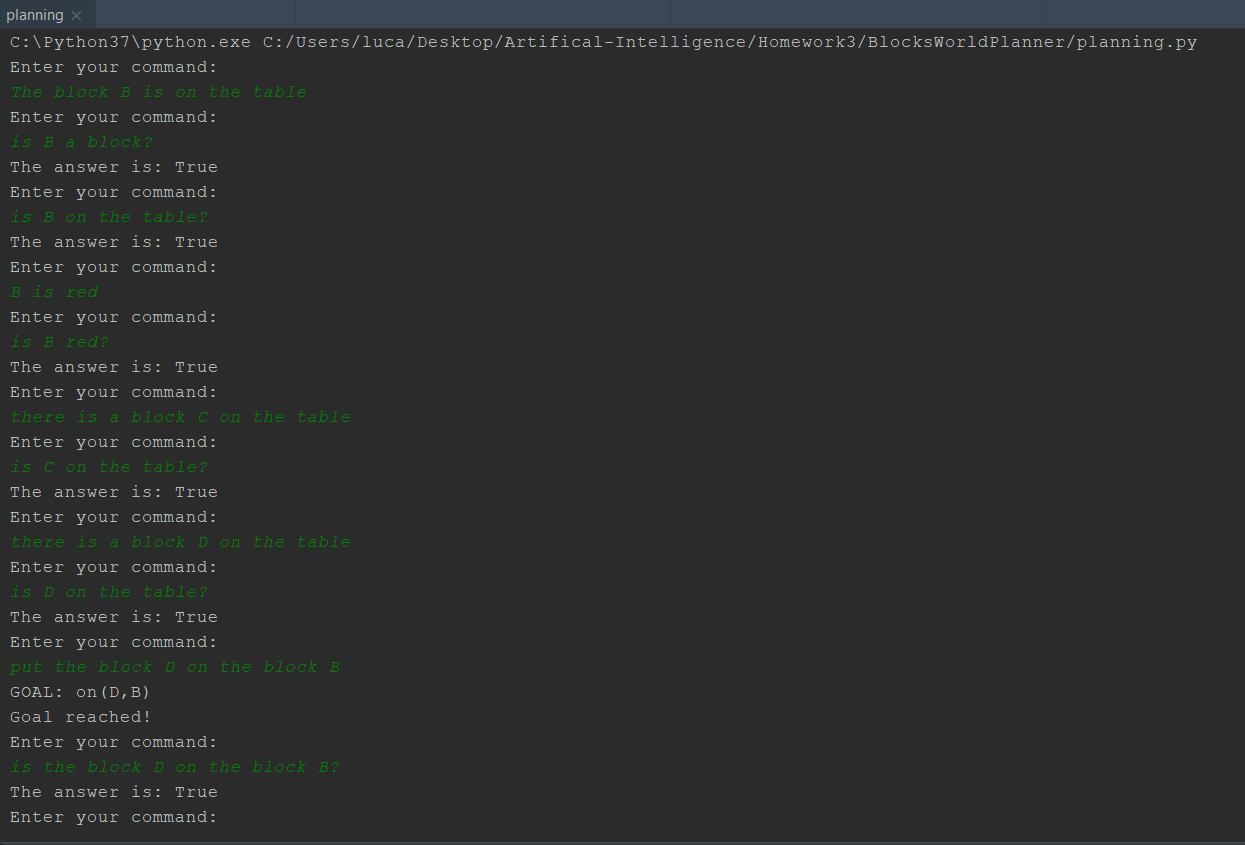 planning
C:\Python37\python.exe C:/Users/luca/Desktop/Artifical-Intelligence/Homework3/BlocksWorldPlanner/planning.py
Enter your command:
The block B is on the table
Enter your command:
is B a block?
The answer is: True
Enter your command:
is B on the table?
The answer is: True
Enter your command:
B is red
Enter your command:
is B red?
The answer is: True
Enter your command:
there is a block C on the table
Enter your command:
is C on the table?
The answer is: True
Enter your command:
there is a block D on the table
Enter your command:
is D on the table?
The answer is: True
Enter your command:
put the block D on the block B
GOAL: on(D,B)
Goal reached!
Enter your command:
is the block D on the block B?
The answer is: True
Enter your command: